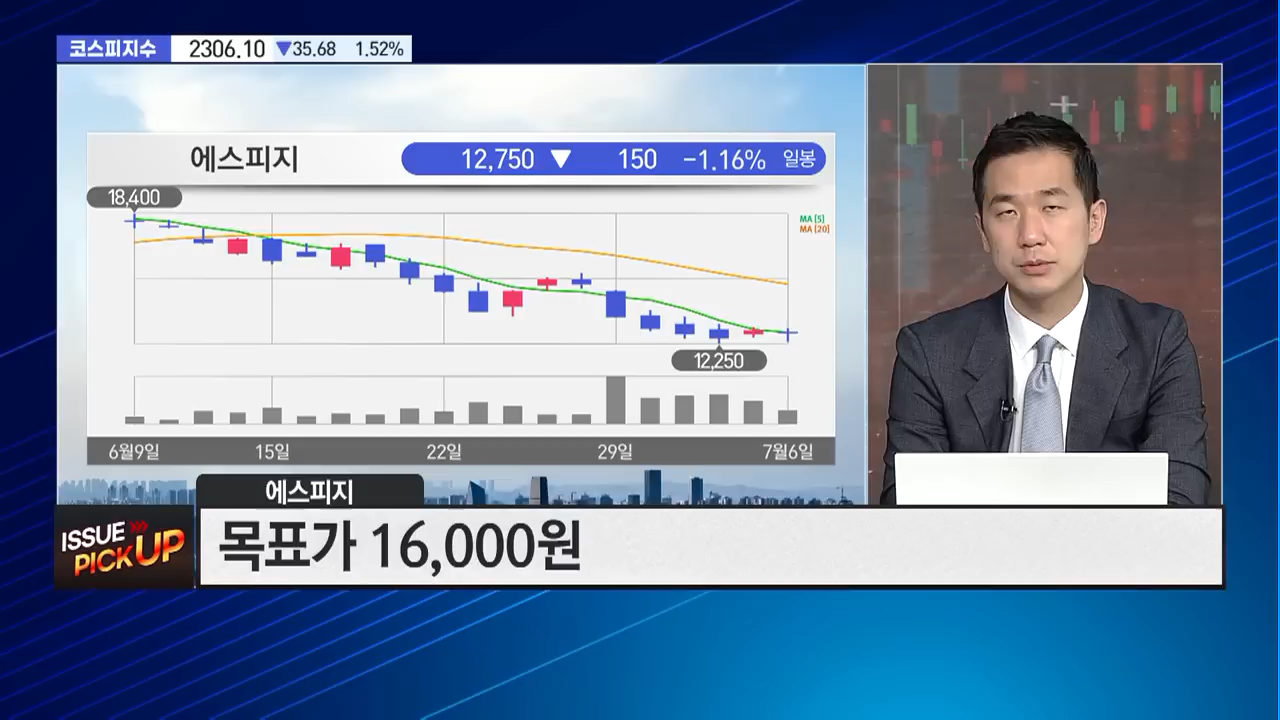 코스피지수 2306.10 ▼35.68 1.52%
에스피지 12,750 ▼ 150 -1.16% 일봉
18,400
MA [5]
MA [20]
12,250
6월9일 15일 22일 29일 7월6일
에스피지
ISSUE
PICK UP
목표가 16,000원